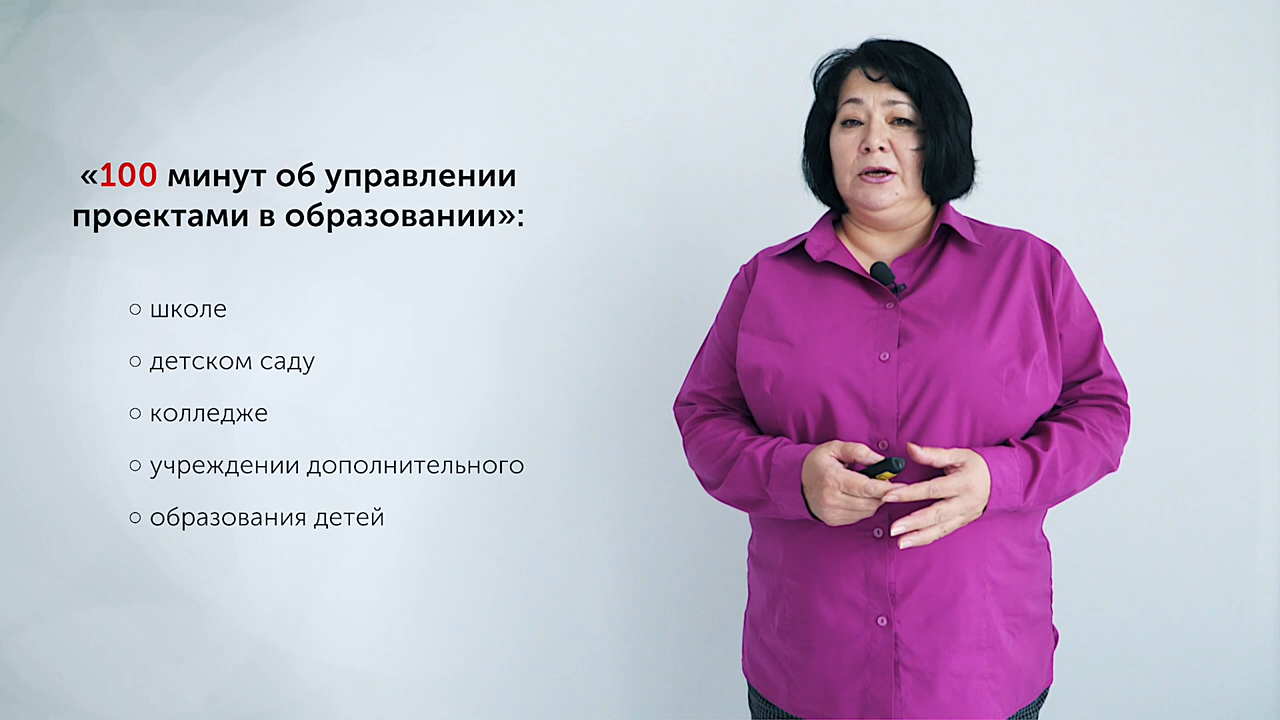 «100 минут об управлении
проектами в образовании»:
○ школе
○ детском саду
○ колледже
○ учреждении дополнительного
○ образования детей